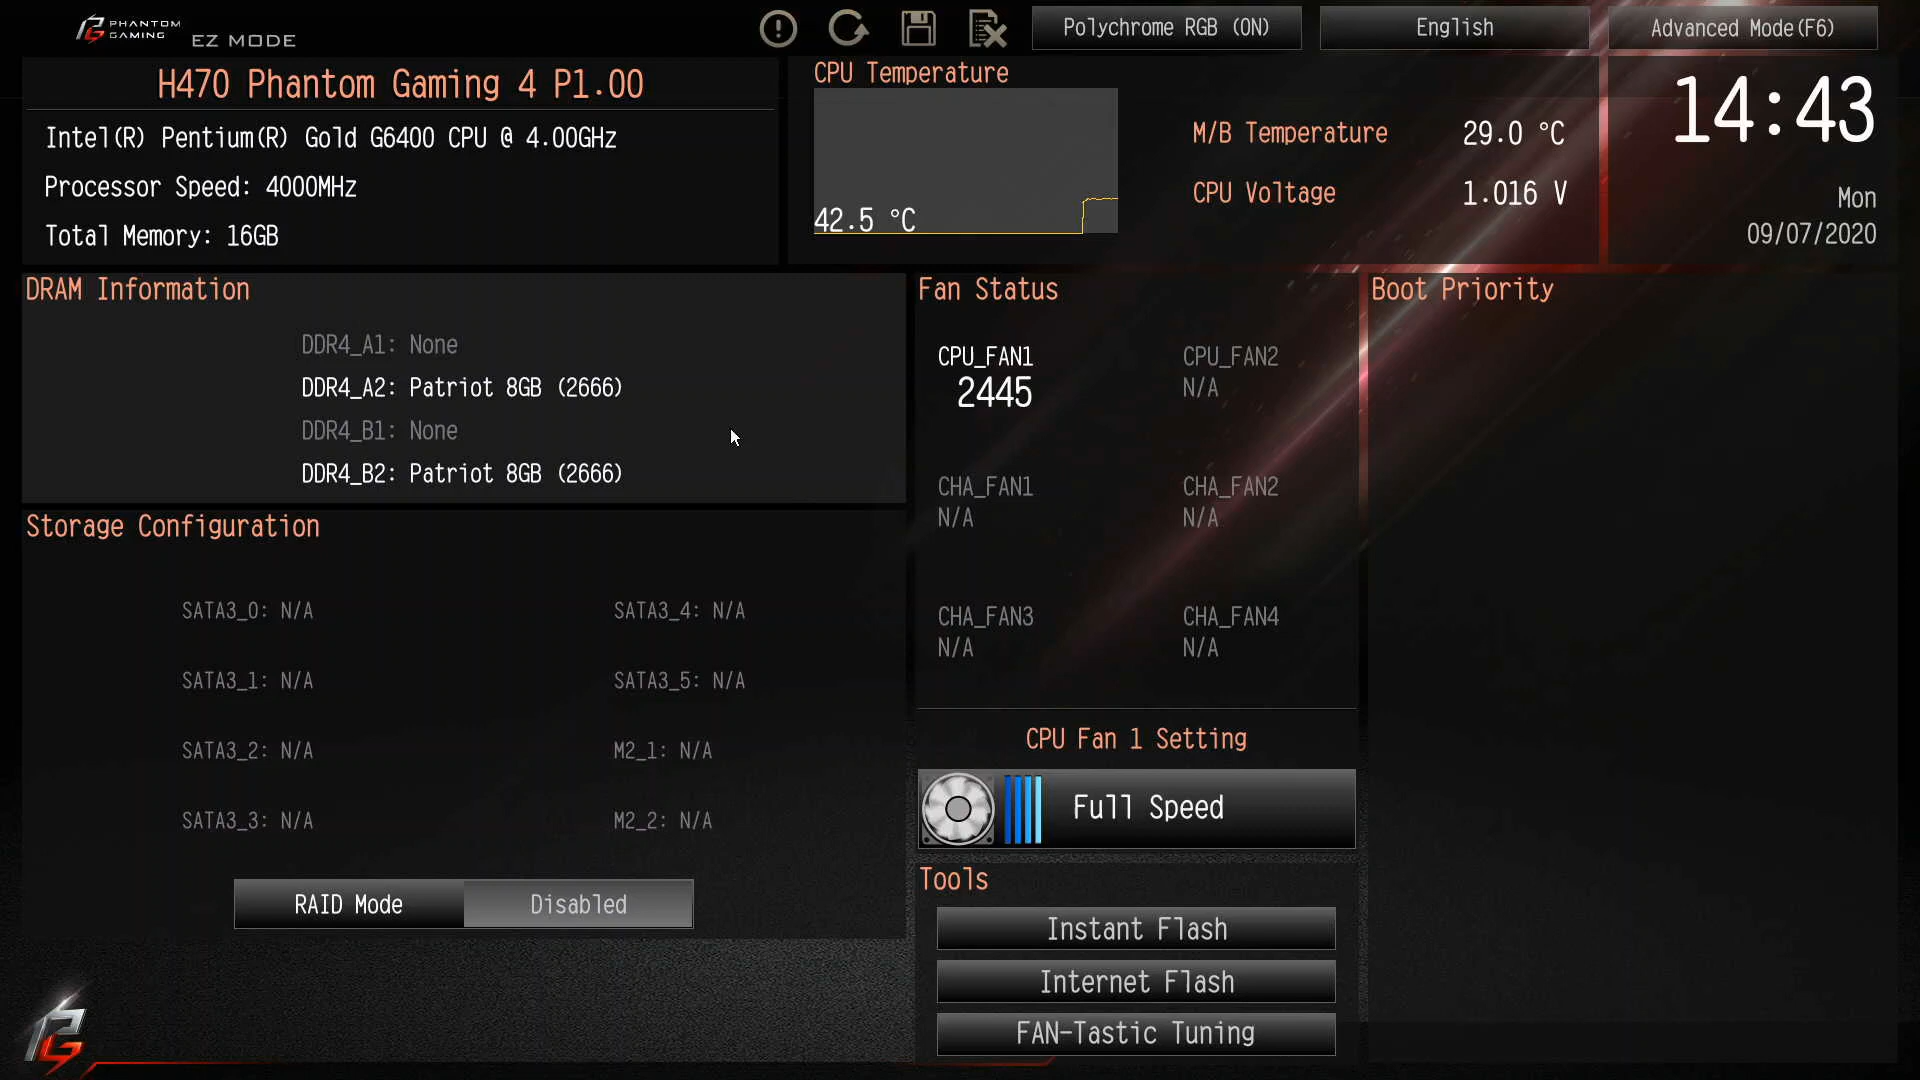 PHANTOM
GAMING
EZ MODE
Polychrome RGB (ON)
English
Advanced Mode(F6)
H470 Phantom Gaming 4 P1.00
Intel(R) Pentium(R) Gold G6400 CPU @ 4.00GHz
Processor Speed: 4000MHz
Total Memory: 16GB
CPU Temperature
42.5 °C
M/B Temperature 29.0 °C
CPU Voltage 1.016 V
14:43
Mon
09/07/2020
DRAM Information
DDR4_A1: None
DDR4_A2: Patriot 8GB (2666)
DDR4_B1: None
DDR4_B2: Patriot 8GB (2666)
Storage Configuration
SATA3_0: N/A SATA3_4: N/A
SATA3_1: N/A SATA3_5: N/A
SATA3_2: N/A M2_1: N/A
SATA3_3: N/A M2_2: N/A
RAID Mode Disabled
Fan Status
CPU_FAN1 CPU_FAN2
2445 N/A
CHA_FAN1 CHA_FAN2
N/A N/A
CHA_FAN3 CHA_FAN4
N/A N/A
CPU Fan 1 Setting
Full Speed
Tools
Instant Flash
Internet Flash
FAN-Tastic Tuning
Boot Priority